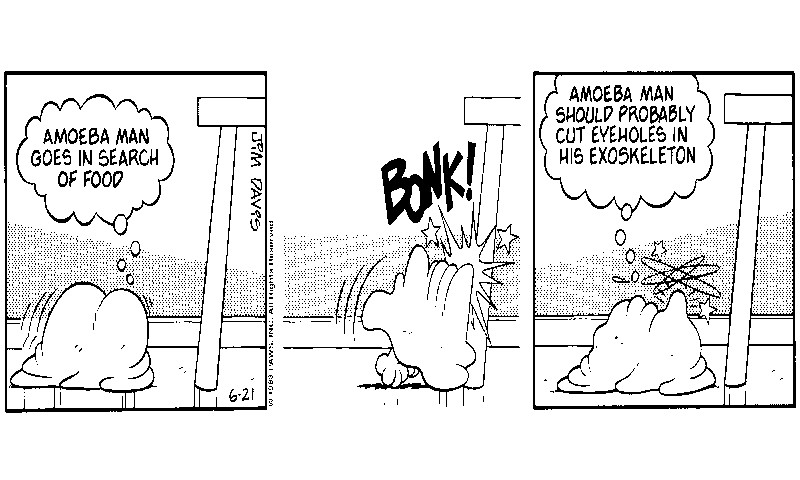 AMOEBA MAN
GOES IN SEARCH
OF FOOD
JIM DAVIS
6-21
BONK!
AMOEBA MAN
SHOULD PROBABLY
CUT EYEHOLES IN
HIS EXOSKELETON